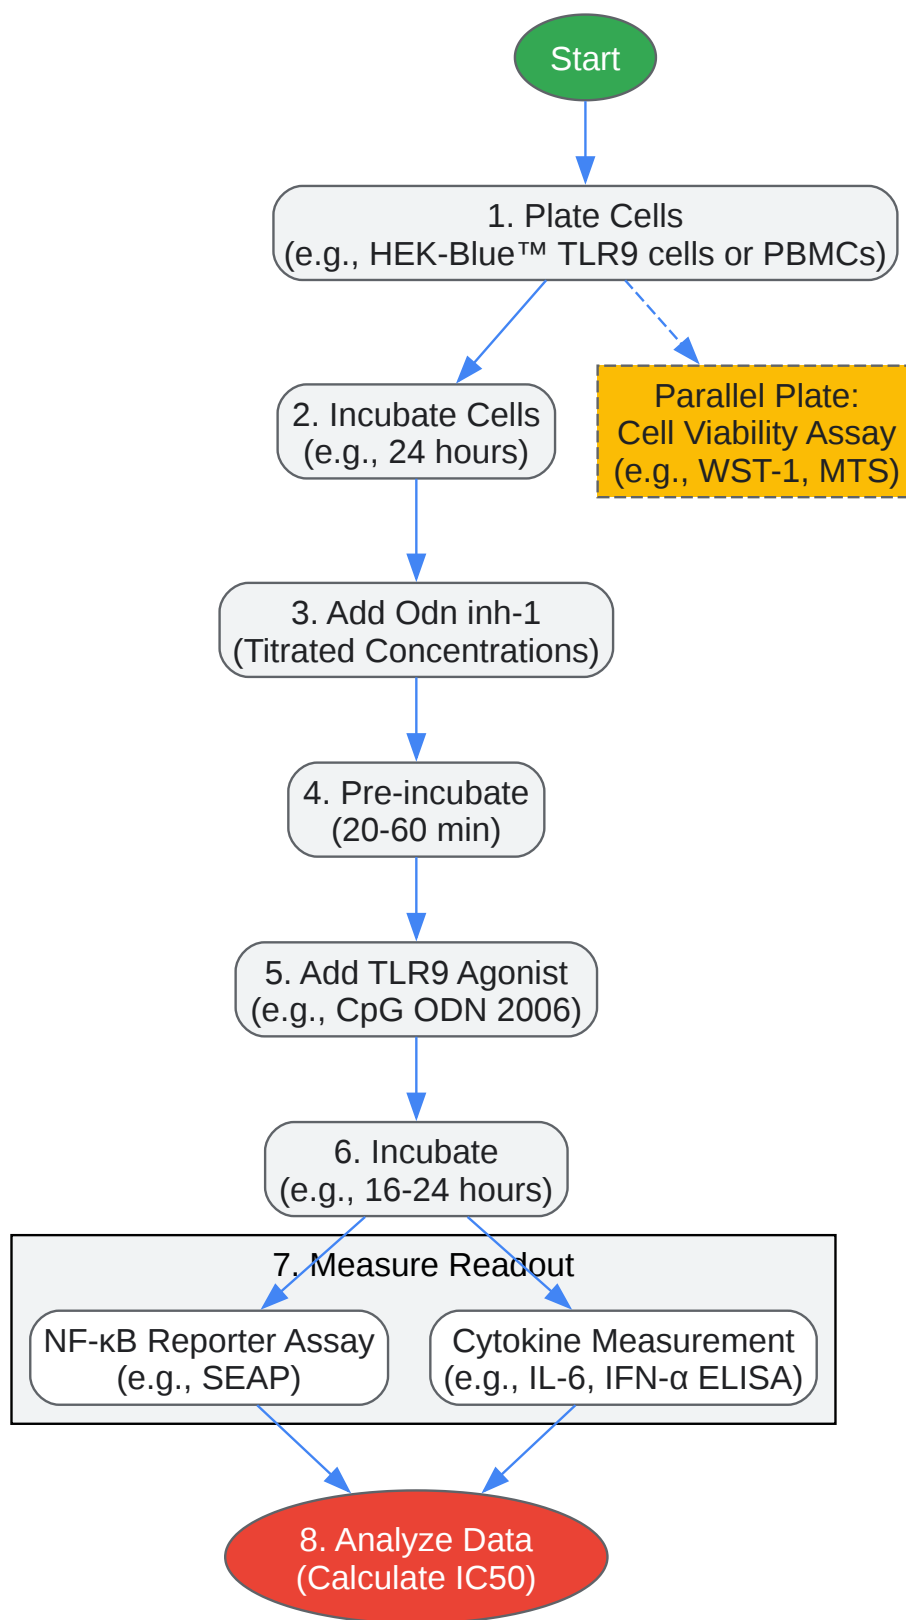 Start
1. Plate Cells
(e.g., HEK-Blue™ TLR9 cells or PBMCs)
2. Incubate Cells
(e.g., 24 hours)
Parallel Plate:
Cell Viability Assay
(e.g., WST-1, MTS)
3. Add Odn inh-1
(Titrated Concentrations)
4. Pre-incubate
(20-60 min)
5. Add TLR9 Agonist
(e.g., CpG ODN 2006)
6. Incubate
(e.g., 16-24 hours)
7. Measure Readout
NF-κB Reporter Assay
(e.g., SEAP)
Cytokine Measurement
(e.g., IL-6, IFN-α ELISA)
8. Analyze Data
(Calculate IC50)